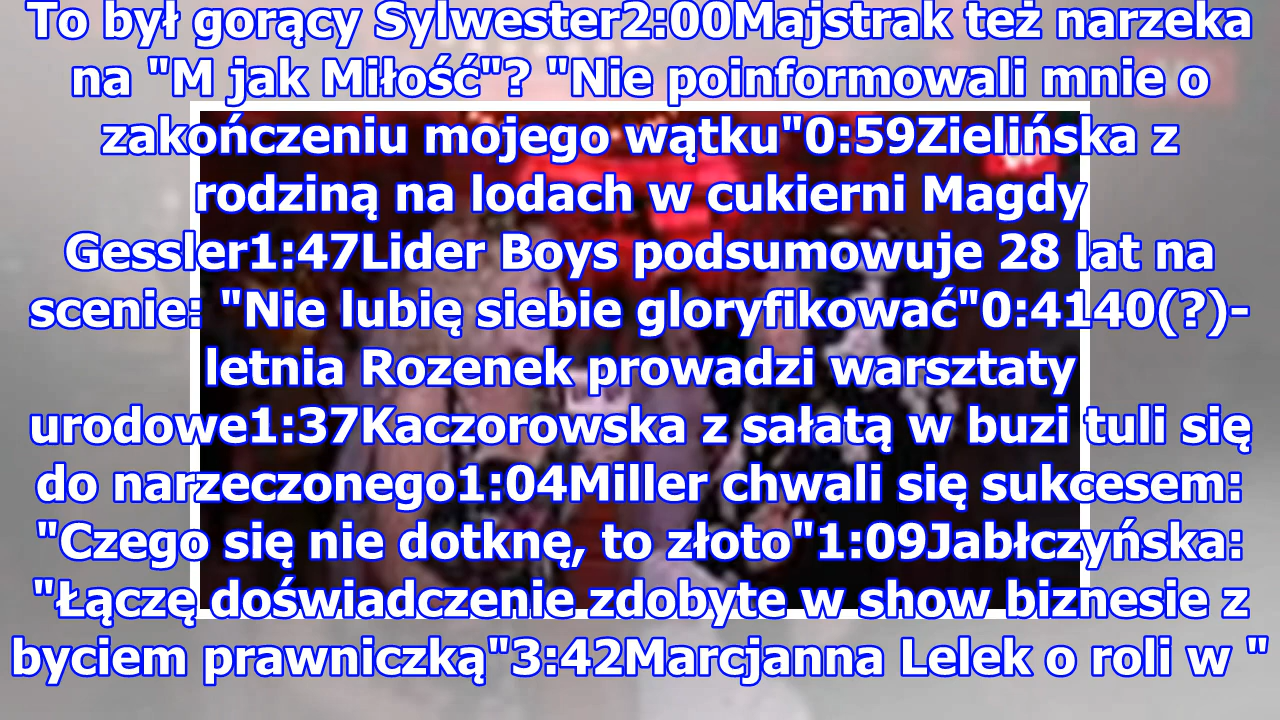 To był gorący Sylwester2:00Majstrak też narzeka
na "M jak Miłość"? "Nie poinformowali mnie o
zakończeniu mojego wątku"0:59Zielińska z
rodziną na lodach w cukierni Magdy
Gessler1:47Lider Boys podsumowuje 28 lat na
scenie: "Nie lubię siebie gloryfikować"0:4140(?)-
letnia Rozenek prowadzi warsztaty
urodowe1:37Kaczorowska z sałatą w buzi tuli się
do narzeczonego1:04Miller chwali się sukcesem:
"Czego się nie dotknę, to złoto"1:09Jabłczyńska:
"Łączę doświadczenie zdobyte w show biznesie z
byciem prawniczką"3:42Marcjanna Lelek o roli w "